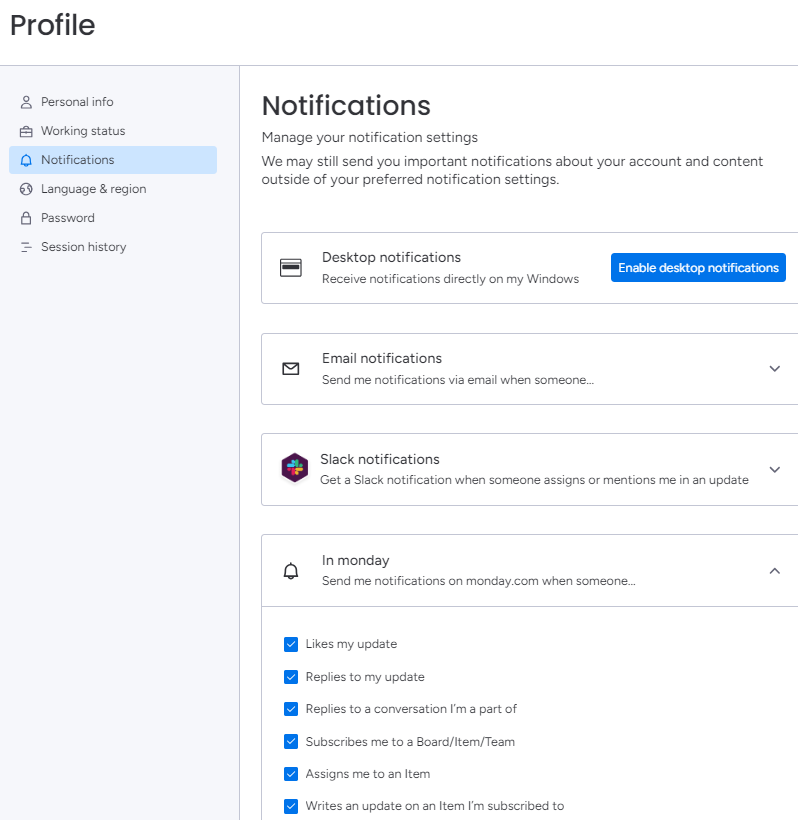 Profile
Personal info
Working status
Notifications
Language & region
Password
Session history
Notifications
Manage your notification settings
We may still send you important notifications about your account and content
outside of your preferred notification settings.
Desktop notifications
Receive notifications directly on my Windows
Enable desktop notifications
Email notifications
Send me notifications via email when someone...
Slack notifications
Get a Slack notification when someone assigns or mentions me in an update
In monday
Send me notifications on monday.com when someone...
Likes my update
Replies to my update
Replies to a conversation I'm a part of
Subscribes me to a Board/Item/Team
Assigns me to an Item
Writes an update on an Item I'm subscribed to